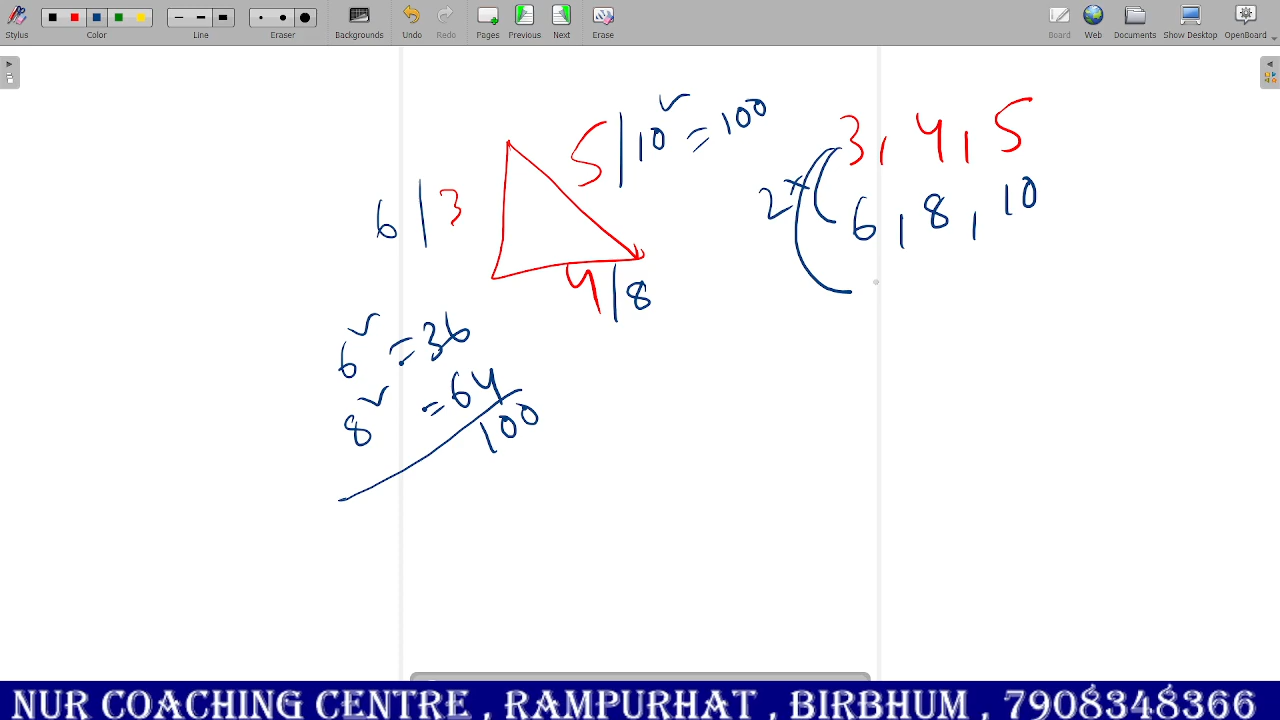 Stylus Color Line Eraser Backgrounds Undo Redo Pages Previous Next Erase Board Web Documents Show Desktop OpenBoard
5 | 10² = 100
3, 4, 5
2×
6, 8, 10
6 | 3
4 | 8
6² = 36
8² = 64
100
NUR COACHING CENTRE , RAMPURHAT , BIRBHUM , 7908348366